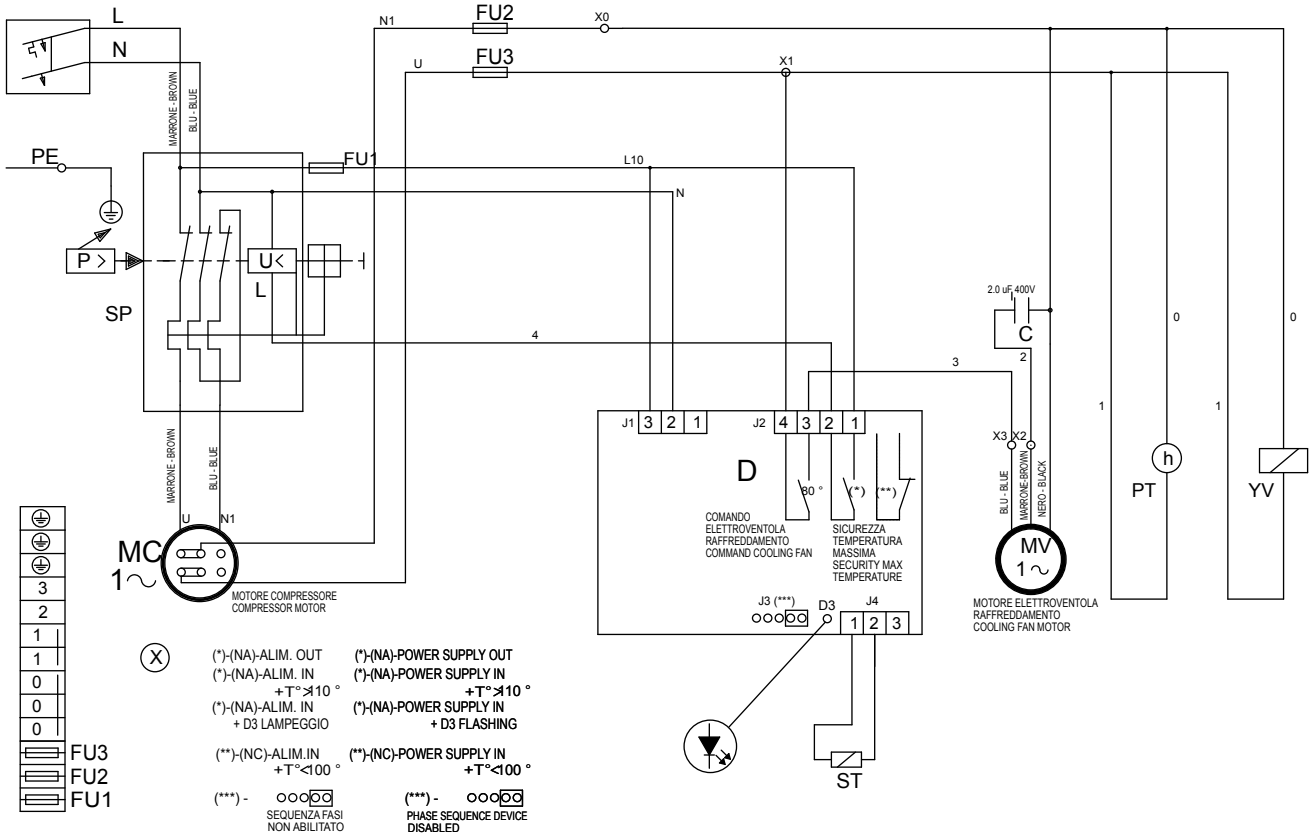 L
N
N1
FU2
X0
U
FU3
X1
MARRONE - BROWN
BLU - BLUE
PE
FU1
L10
N
P >
U<
L
SP
4
2.0 uF 400V
C
2
3
0
0
1
1
J1 3 2 1
J2 4 3 2 1
D
80 °
(*)
(**)
COMANDO
ELETTROVENTOLA
RAFFREDDAMENTO
COMMAND COOLING FAN
SICUREZZA
TEMPERATURA
MASSIMA
SECURITY MAX
TEMPERATURE
X3 X2
BLU - BLUE
MARRONE-BROWN
NERO - BLACK
h
PT
YV
MARRONE - BROWN
BLU - BLUE
U
N1
MC
1~
MOTORE COMPRESSORE
COMPRESSOR MOTOR
MV
1~
MOTORE ELETTROVENTOLA
RAFFREDDAMENTO
COOLING FAN MOTOR
J3 (***)
D3
J4
1 2 3
ST
3
2
1
1
0
0
0
FU3
FU2
FU1
X
(*)-(NA)-ALIM. OUT (*)-(NA)-POWER SUPPLY OUT
(*)-(NA)-ALIM. IN (*)-(NA)-POWER SUPPLY IN
+T°>110 ° +T°>110 °
(*)-(NA)-ALIM. IN (*)-(NA)-POWER SUPPLY IN
+ D3 LAMPEGGIO + D3 FLASHING
(**)-(NC)-ALIM.IN (**)-(NC)-POWER SUPPLY IN
+T°<100 ° +T°<100 °
(***) - (***) -
SEQUENZA FASI PHASE SEQUENCE DEVICE
NON ABILITATO DISABLED